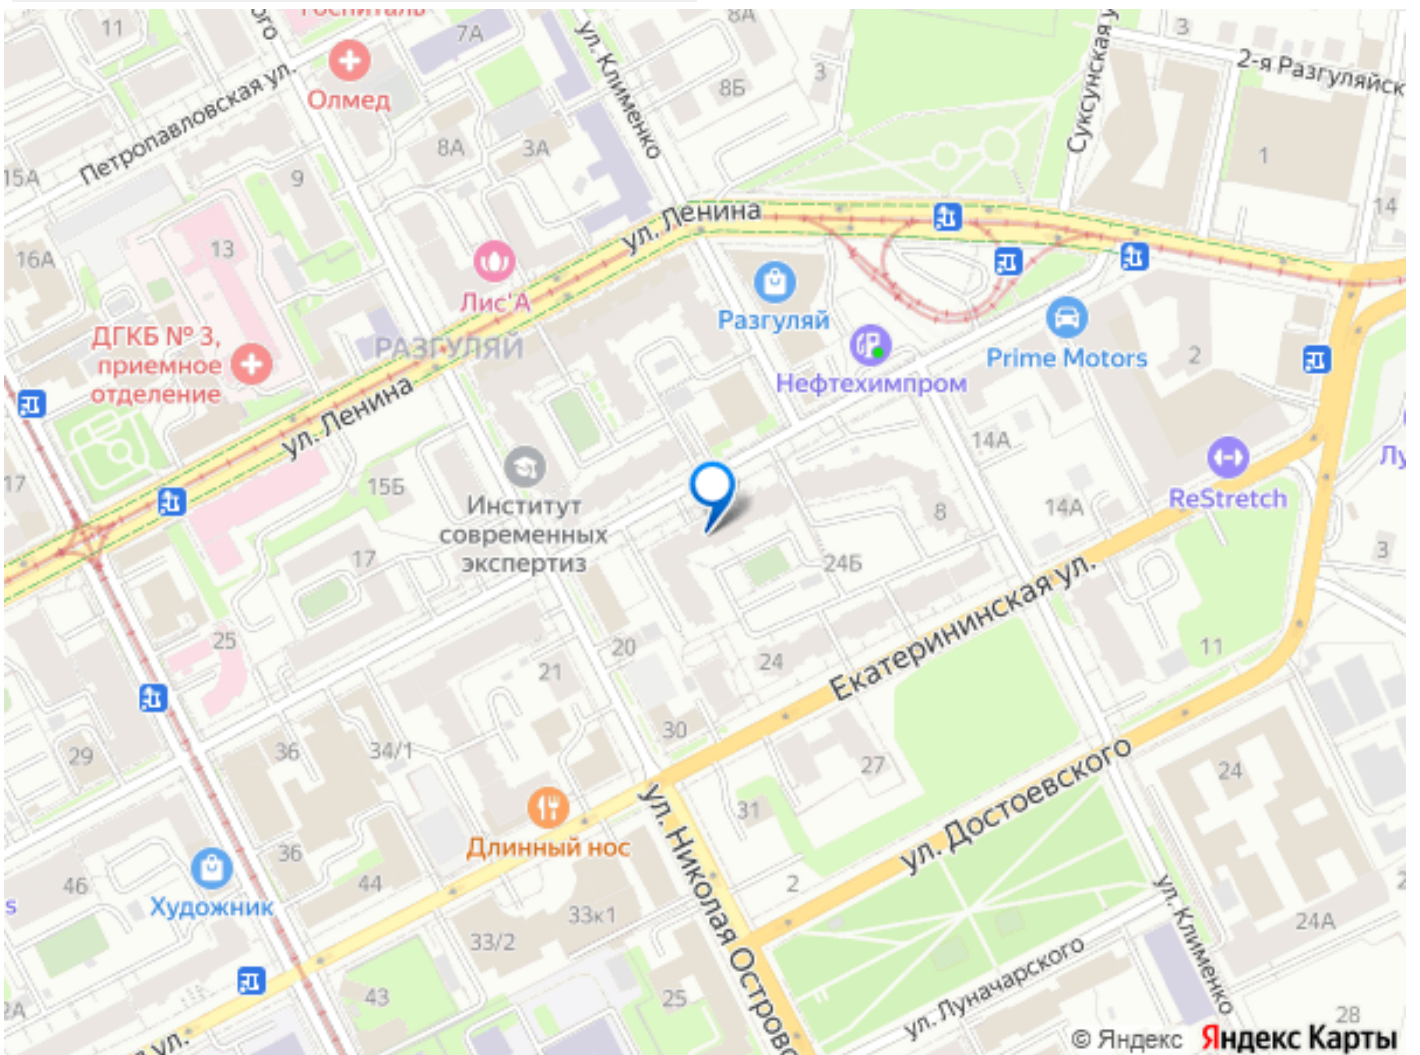 Госпиталь
11
7А
8А
3
ул. Клименко
Суксунская у
2-я Разгуляйск
Олмед
8Б
3
Петропавловская ул.
8А
3А
1
15А
9
14
ул. Ленина
13
16А
Лис'А
Разгуляй
Prime Motors
2
ДГКБ № 3,
приемное
отделение
РАЗГУЛЯЙ
Нефтехимпром
ул. Ленина
14А
Лу
17
15Б
Институт
современных
экспертиз
ReStretch
14А
8
17
24Б
3
Екатерининская ул.
25
20
24
11
21
30
29
36
34/1
27
24
31
ул. Достоевского
Длинный нос
ул. Николая Островс
36
46
44
2
ул. Клименко
Художник
s
33к1
24А
33/2
ул. Луначарского
43
25
2А
28
ул.
© Яндекс Яндекс Карты